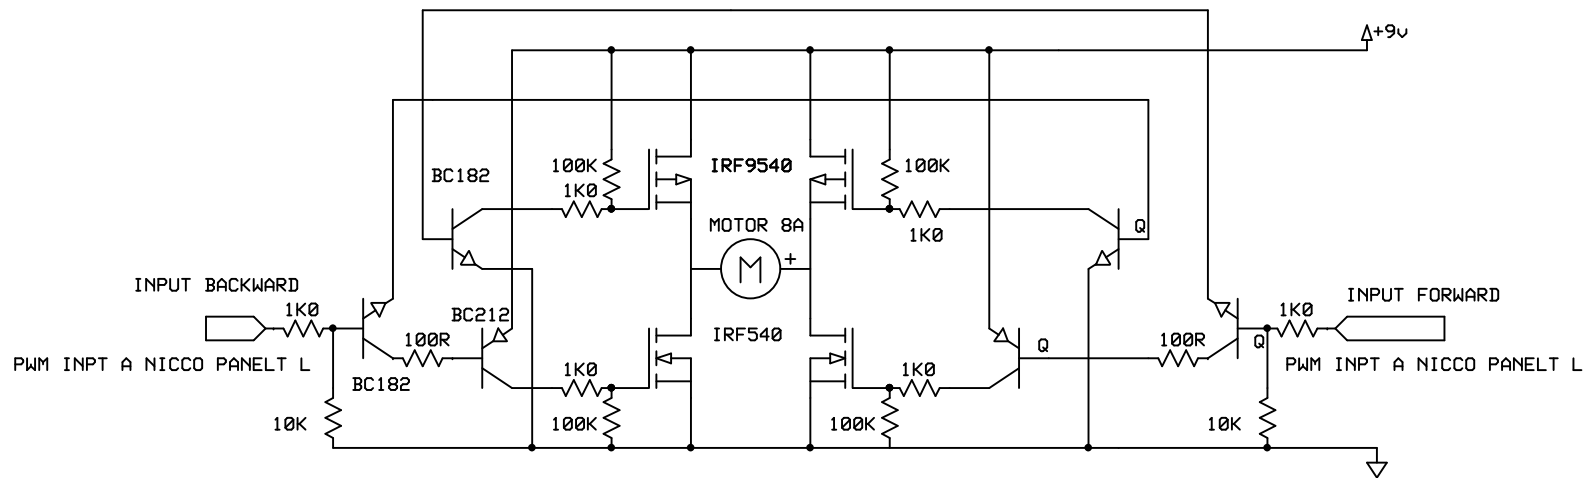 +9v
100K
IRF9540
100K
BC182
1K0
MOTOR 8A
Q
1K0
+
M
INPUT BACKWARD
INPUT FORWARD
1K0
BC212
1K0
100R
IRF540
Q
100R
Q
PWM INPT A NICCO PANELT L
PWM INPT A NICCO PANELT L
BC182
1K0
1K0
10K
100K
100K
10K